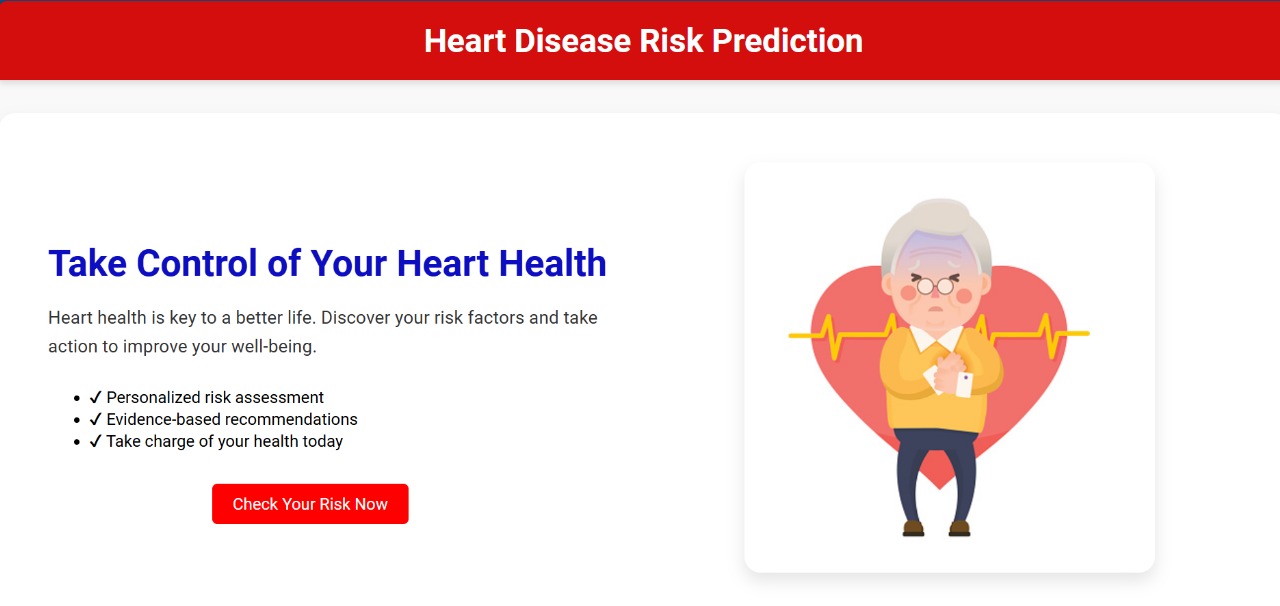 Heart Disease Risk Prediction
Take Control of Your Heart Health
Heart health is key to a better life. Discover your risk factors and take
action to improve your well-being.
• ✓ Personalized risk assessment
• ✓ Evidence-based recommendations
• ✓ Take charge of your health today
Check Your Risk Now